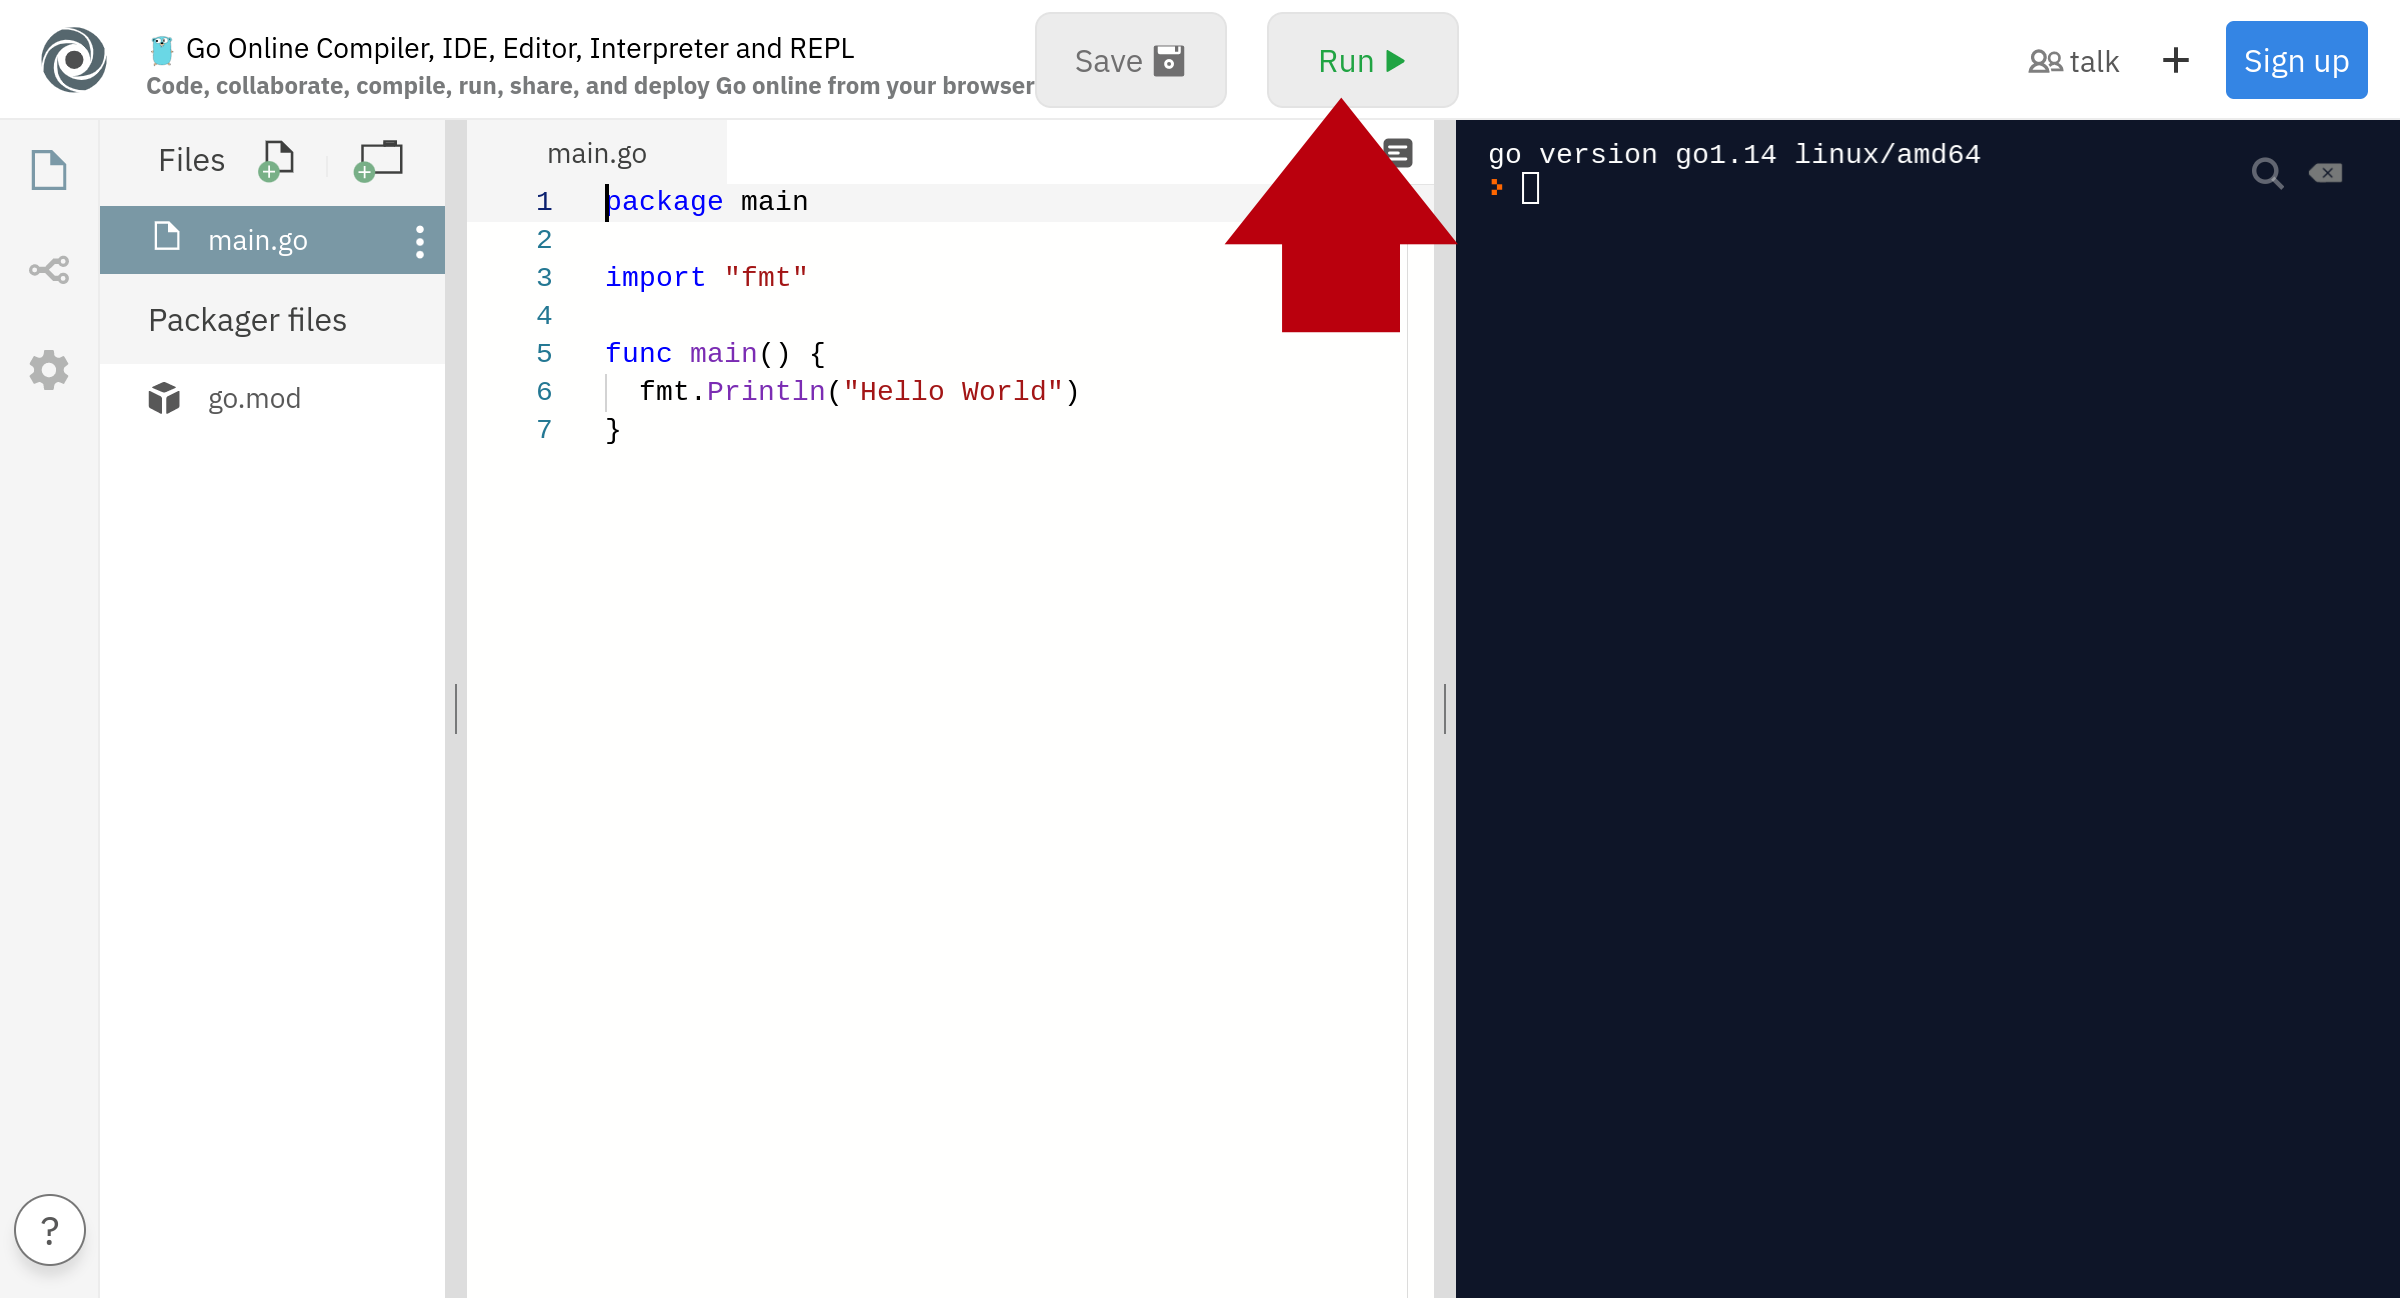 Go Online Compiler, IDE, Editor, Interpreter and REPL
Code, collaborate, compile, run, share, and deploy Go online from your browser
Save
Run
talk
+
Sign up
Files
main.go
Packager files
go.mod
?
main.go
1 package main
2
3 import "fmt"
4
5 func main() {
6 fmt.Println("Hello World")
7 }
go version go1.14 linux/amd64